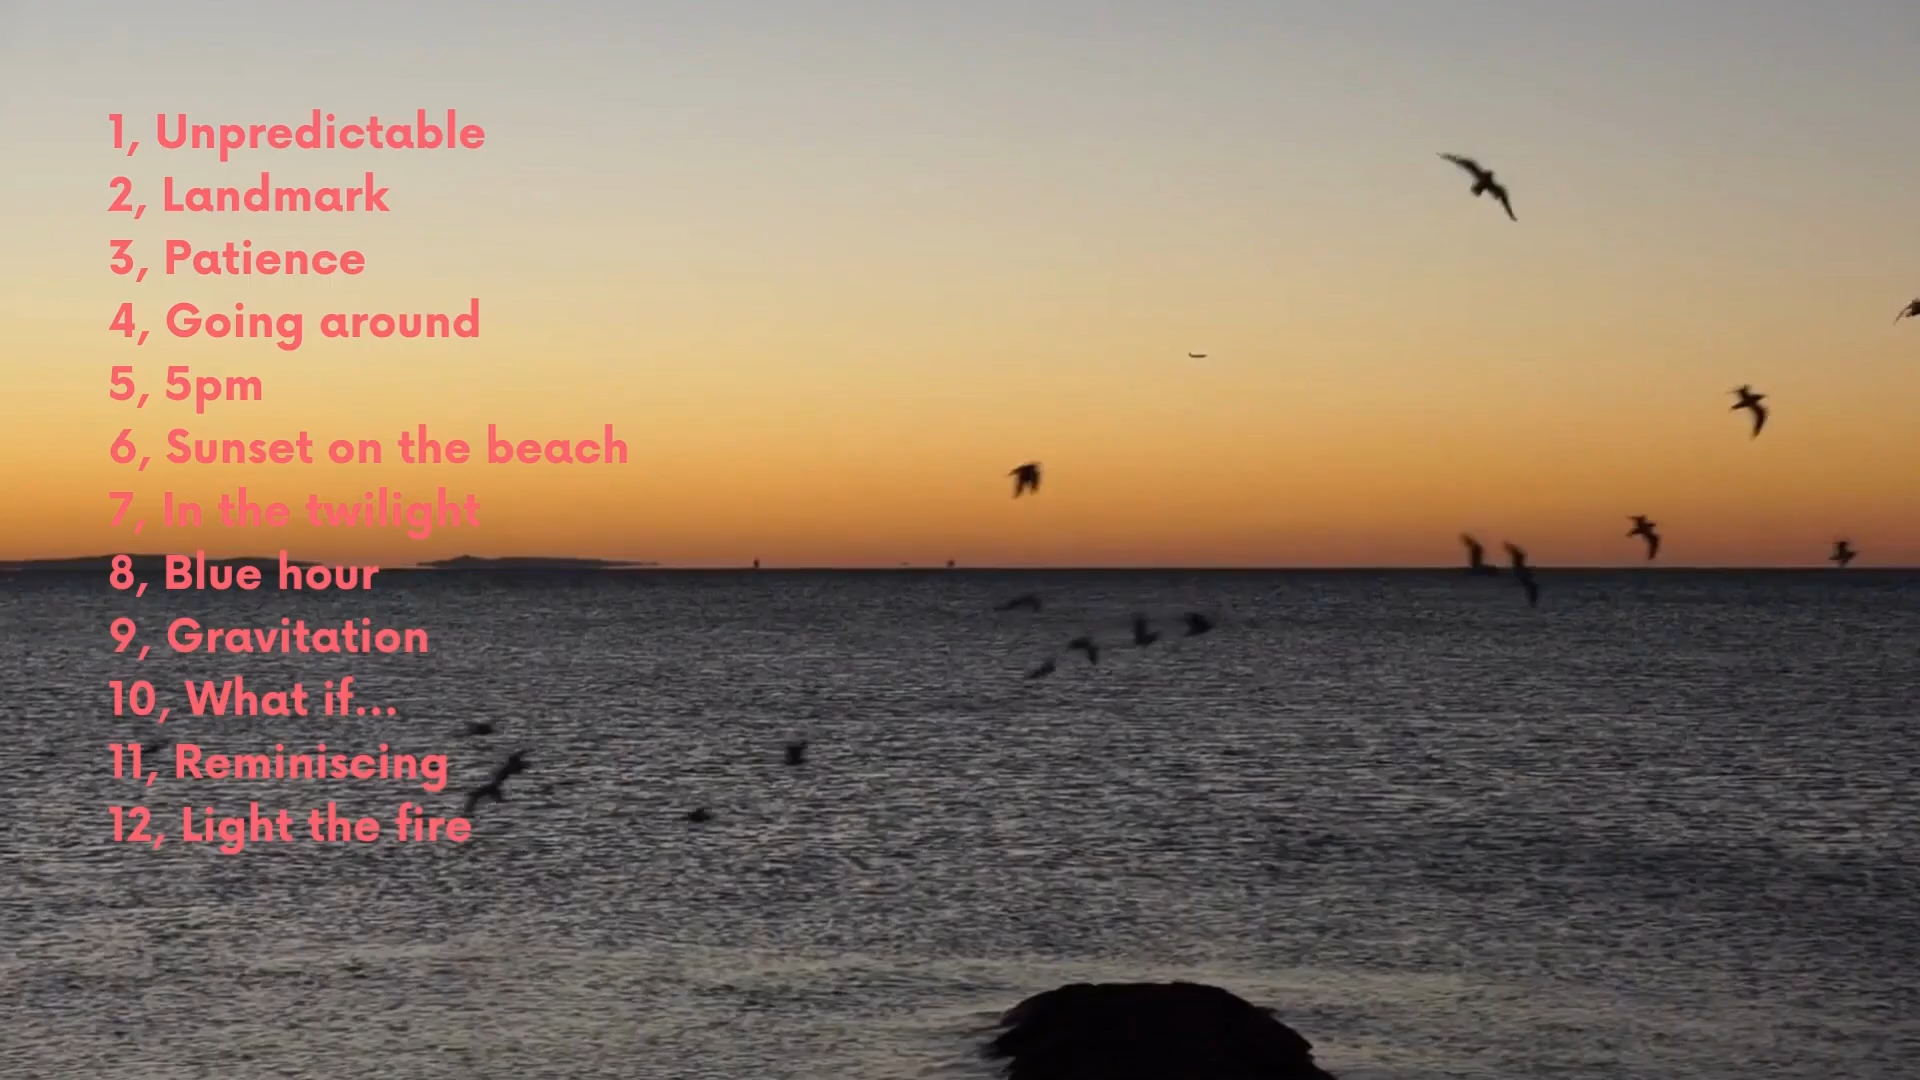 1, Unpredictable
2, Landmark
3, Patience
4, Going around
5, 5pm
6, Sunset on the beach
7, In the twilight
8, Blue hour
9, Gravitation
10, What if...
11, Reminiscing
12, Light the fire